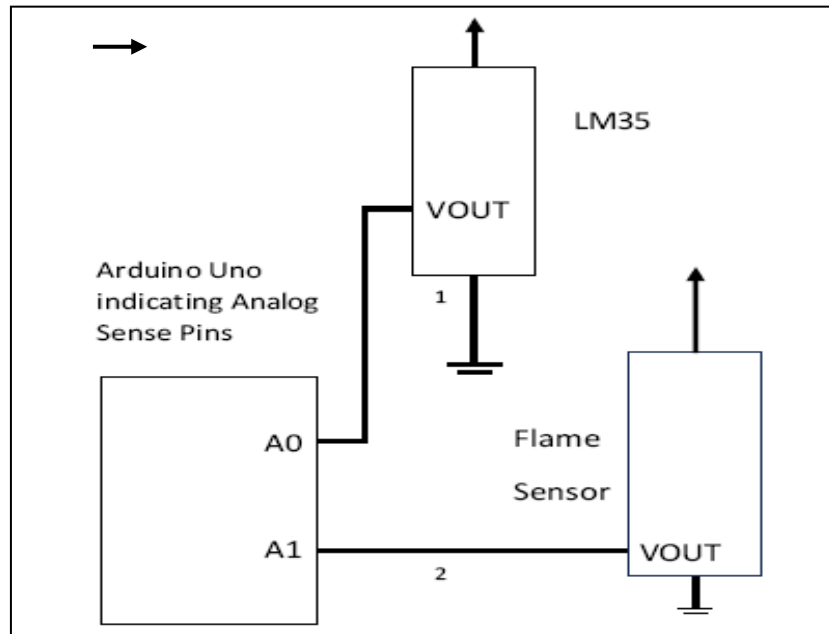 LM35
VOUT
1
Arduino Uno
indicating Analog
Sense Pins
A0
Flame
Sensor
A1
VOUT
2